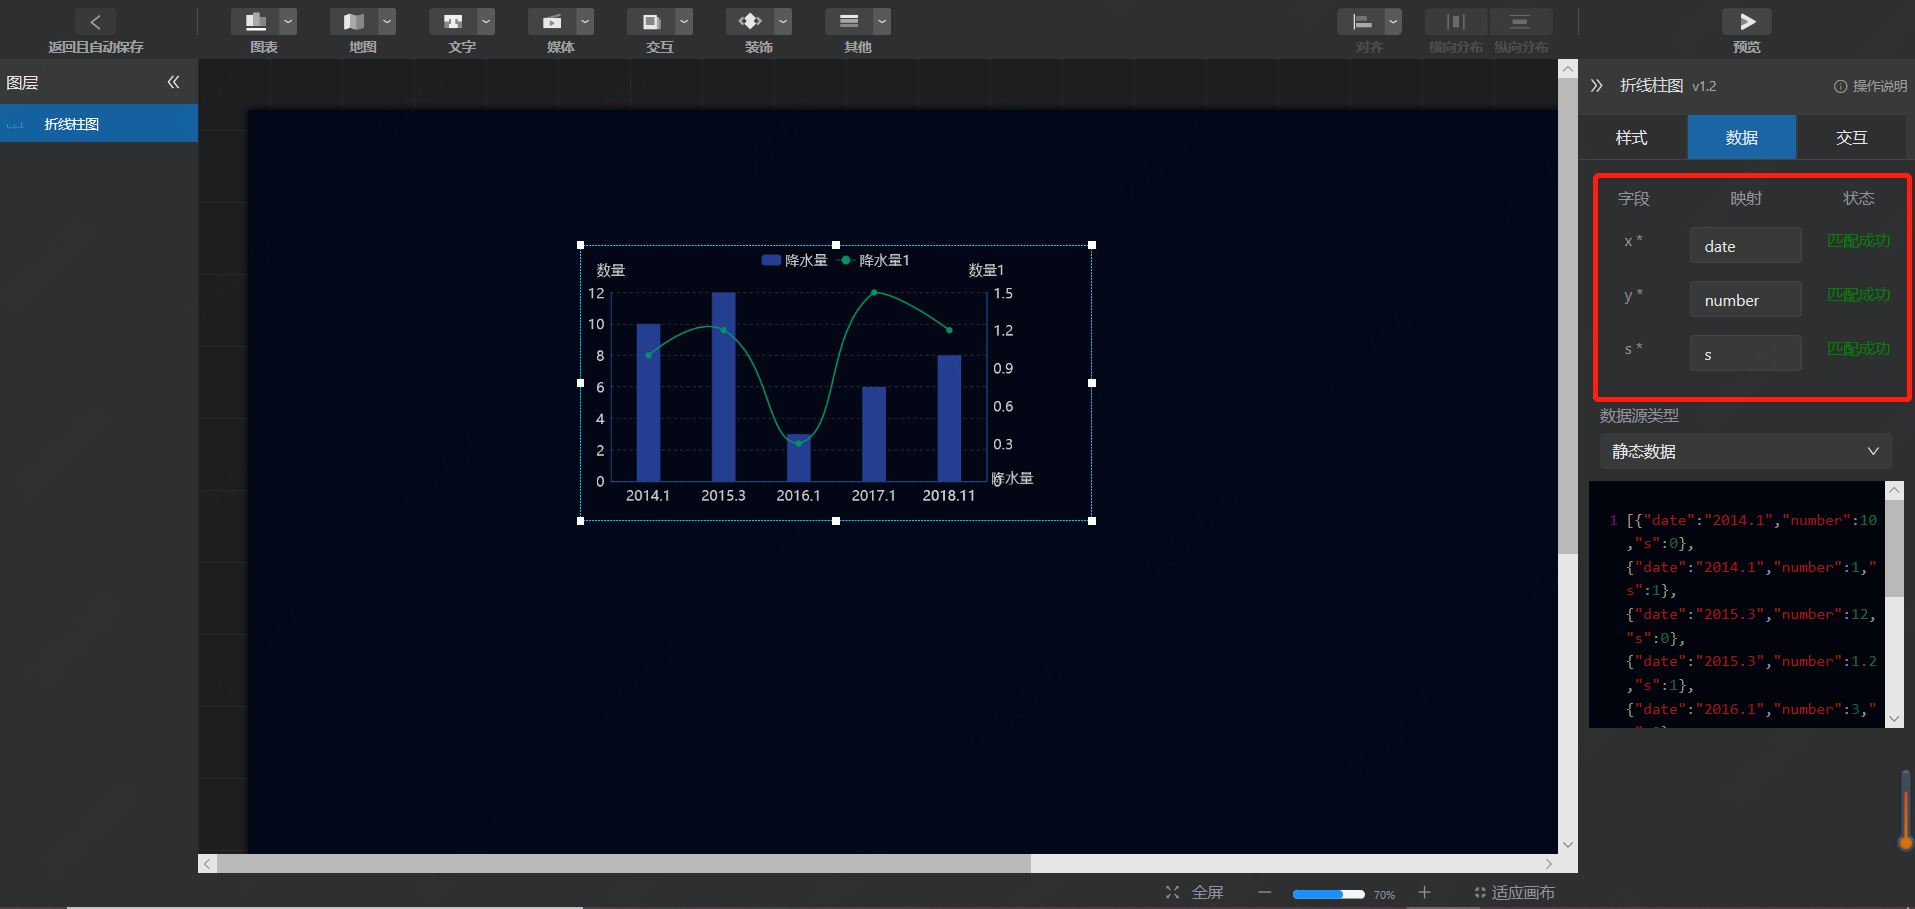 返回且自动保存
图表
地图
文字
媒体
交互
装饰
其他
对齐
横向分布
纵向分布
预览
图层
折线柱图
数量
降水量
降水量1
数量1
12
10
8
6
4
2
0
1.5
1.2
0.9
0.6
0.3
0
降水量
2014.1
2015.3
2016.1
2017.1
2018.11
全屏
70%
适应画布
折线柱图 v1.2
操作说明
样式
数据
交互
字段 映射 状态
x * date 匹配成功
y * number 匹配成功
s * s 匹配成功
数据源类型
静态数据
1 [{"date":"2014.1","number":10
,"s":0},
{"date":"2014.1","number":1,"
s":1},
{"date":"2015.3","number":12,
"s":0},
{"date":"2015.3","number":1.2
,"s":1},
{"date":"2016.1","number":3,"